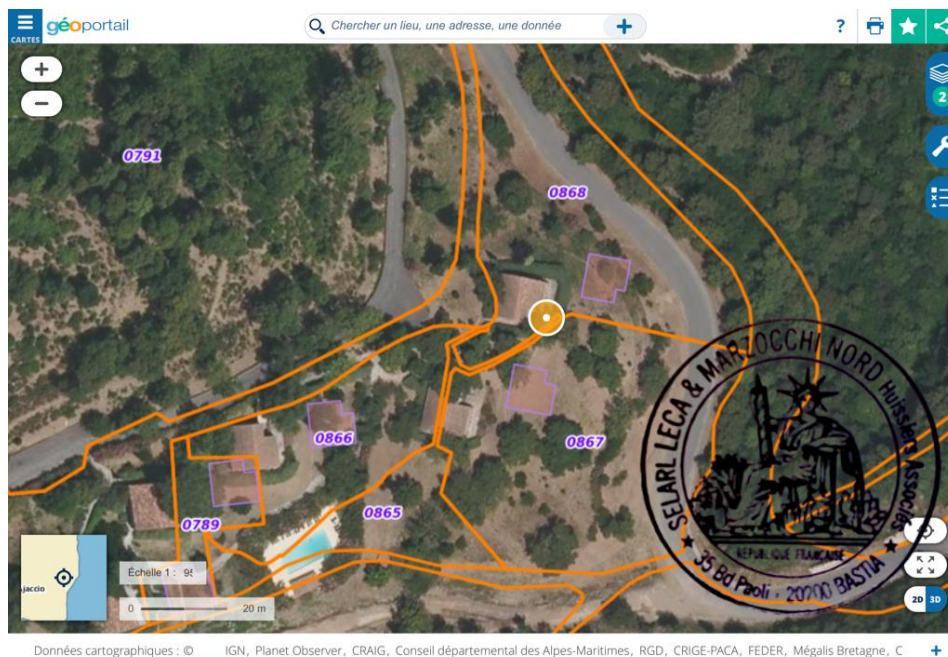 CARTES
géoportail
Chercher un lieu, une adresse, une donnée
+
?
+
−
2
0791
0868
0866
0867
0865
0789
SELARL LECA & MARZOCCHI NORD Huissiers Associés
REPUBLIQUE FRANCAISE
★ 35 Bd Paoli - 20200 BASTIA ★
jaccio
Échelle 1 :
0 20 m
2D 3D
Données cartographiques : © IGN, Planet Observer, CRAIG, Conseil départemental des Alpes-Maritimes, RGD, CRIGE-PACA, FEDER, Mégalis Bretagne, C +